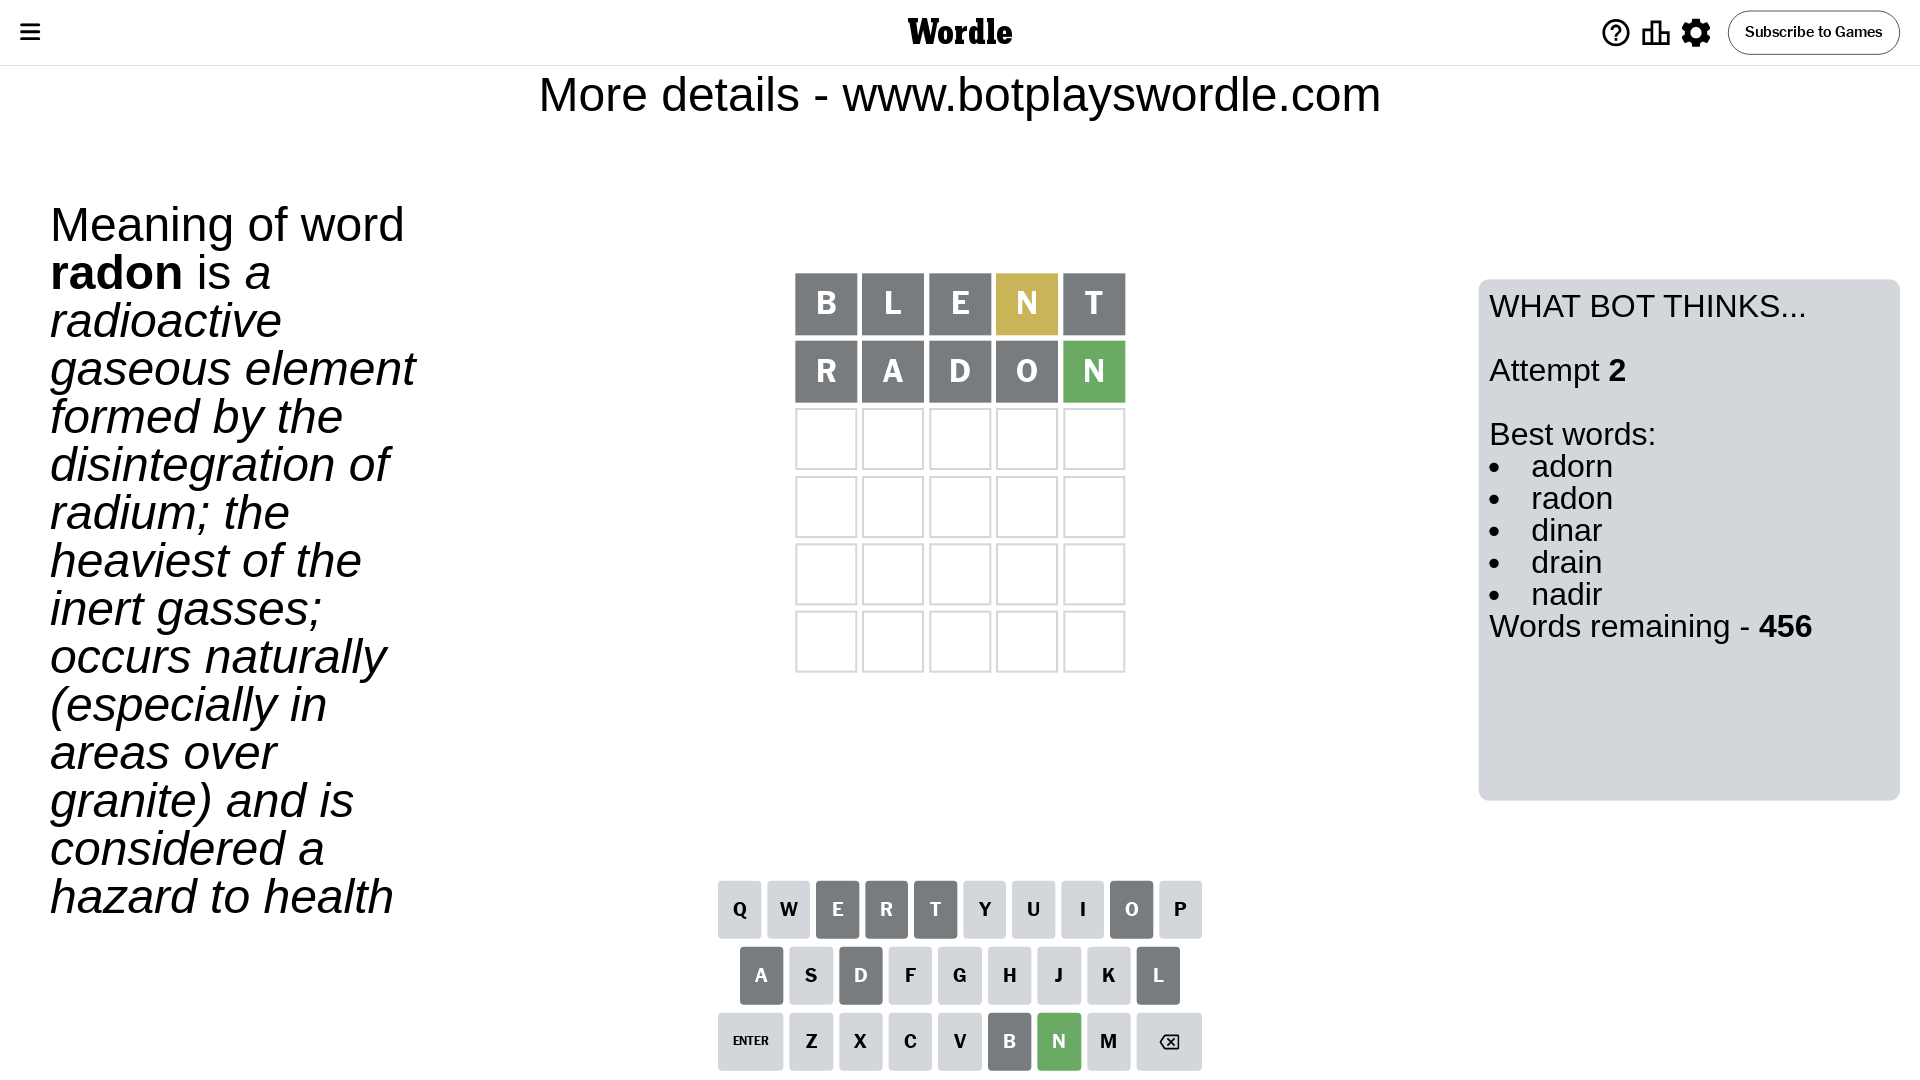 Wordle
Subscribe to Games
More details - www.botplayswordle.com
Meaning of word
radon is a
radioactive
gaseous element
formed by the
disintegration of
radium; the
heaviest of the
inert gasses;
occurs naturally
(especially in
areas over
granite) and is
considered a
hazard to health
B L E N T
R A D O N
WHAT BOT THINKS...
Attempt 2
Best words:
• adorn
• radon
• dinar
• drain
• nadir
Words remaining - 456
Q W E R T Y U I O P
A S D F G H J K L
ENTER Z X C V B N M